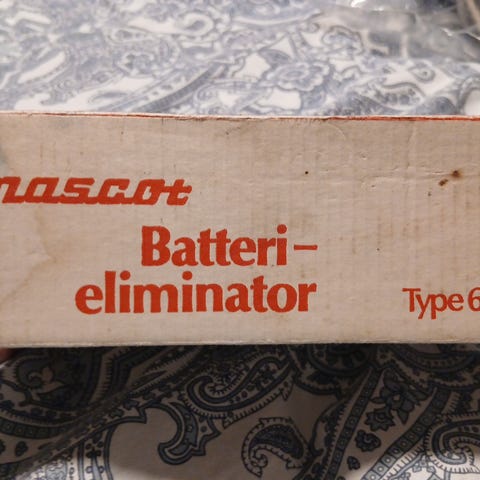 mascot
Batteri-
eliminator
Type 6